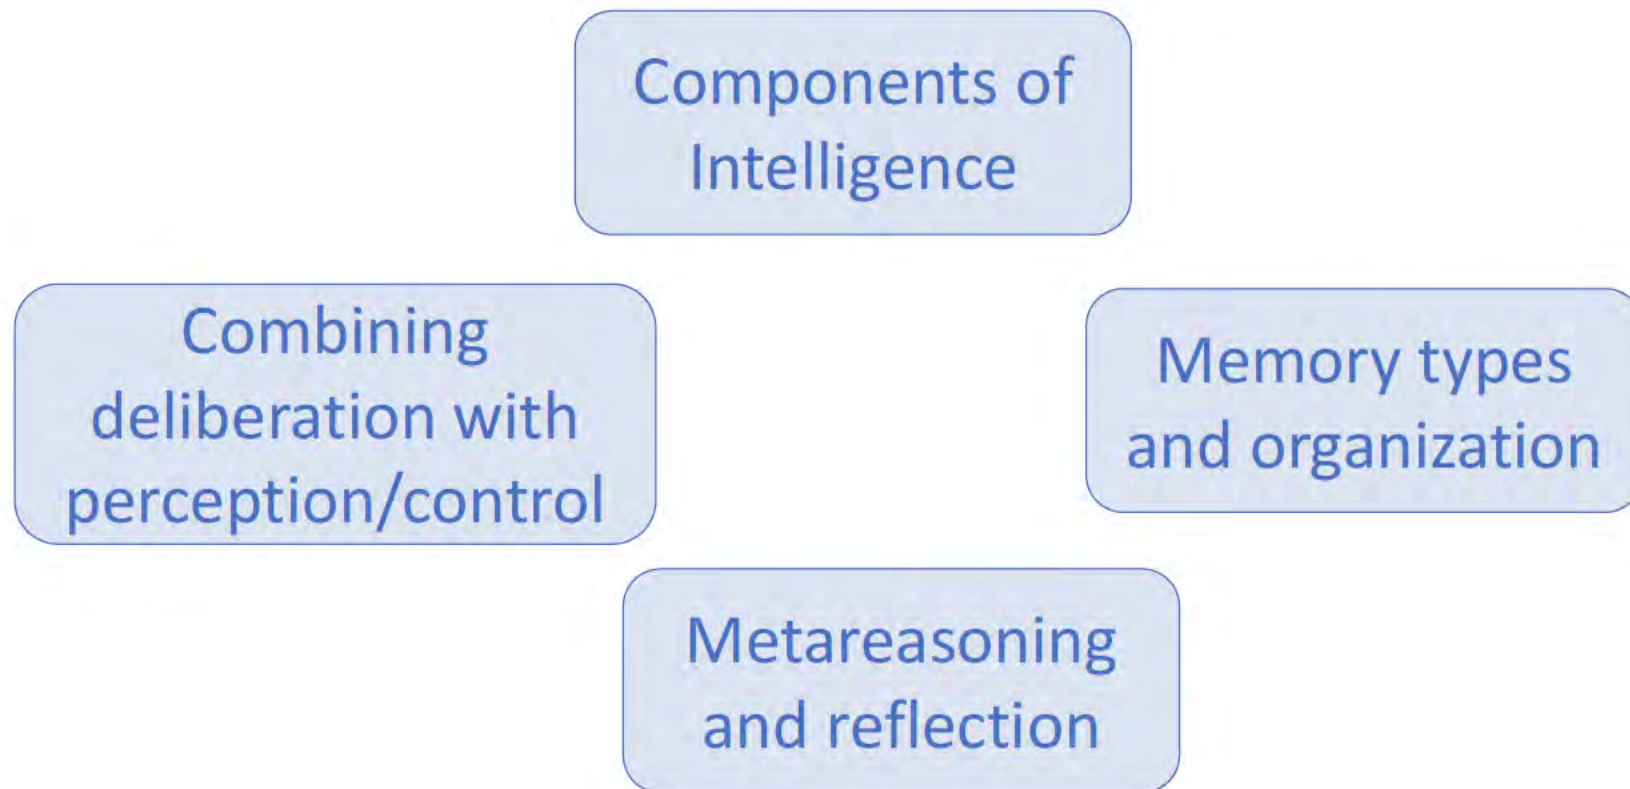 Components of
Intelligence
Combining
deliberation with
perception/control
Memory types
and organization
Metareasoning
and reflection